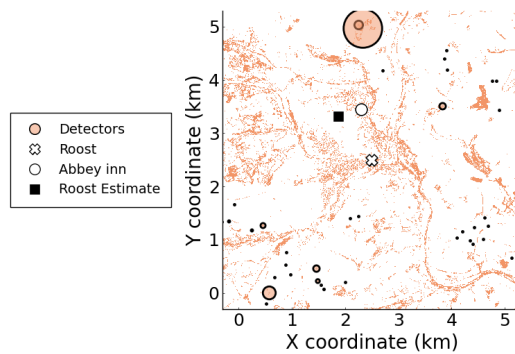 Detectors
Roost
Abbey inn
Roost Estimate
Y coordinate (km)
5
4
3
2
1
0
0 1 2 3 4 5
X coordinate (km)